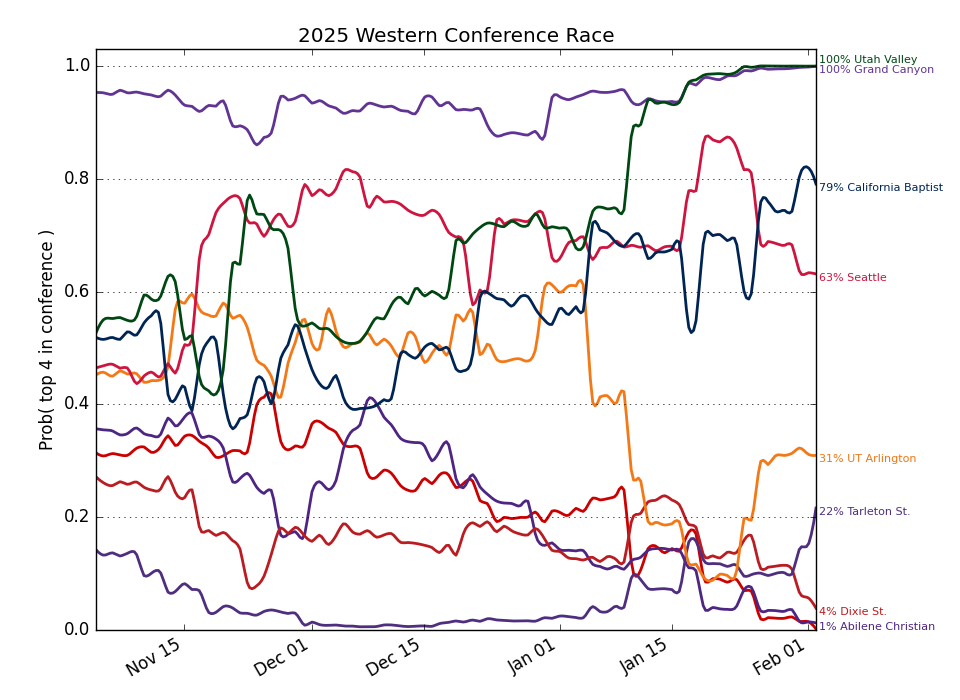 2025 Western Conference Race
Prob( top 4 in conference )
1.0
0.8
0.6
0.4
0.2
0.0
Nov 15
Dec 01
Dec 15
Jan 01
Jan 15
Feb 01
100% Utah Valley
100% Grand Canyon
79% California Baptist
63% Seattle
31% UT Arlington
22% Tarleton St.
4% Dixie St.
1% Abilene Christian